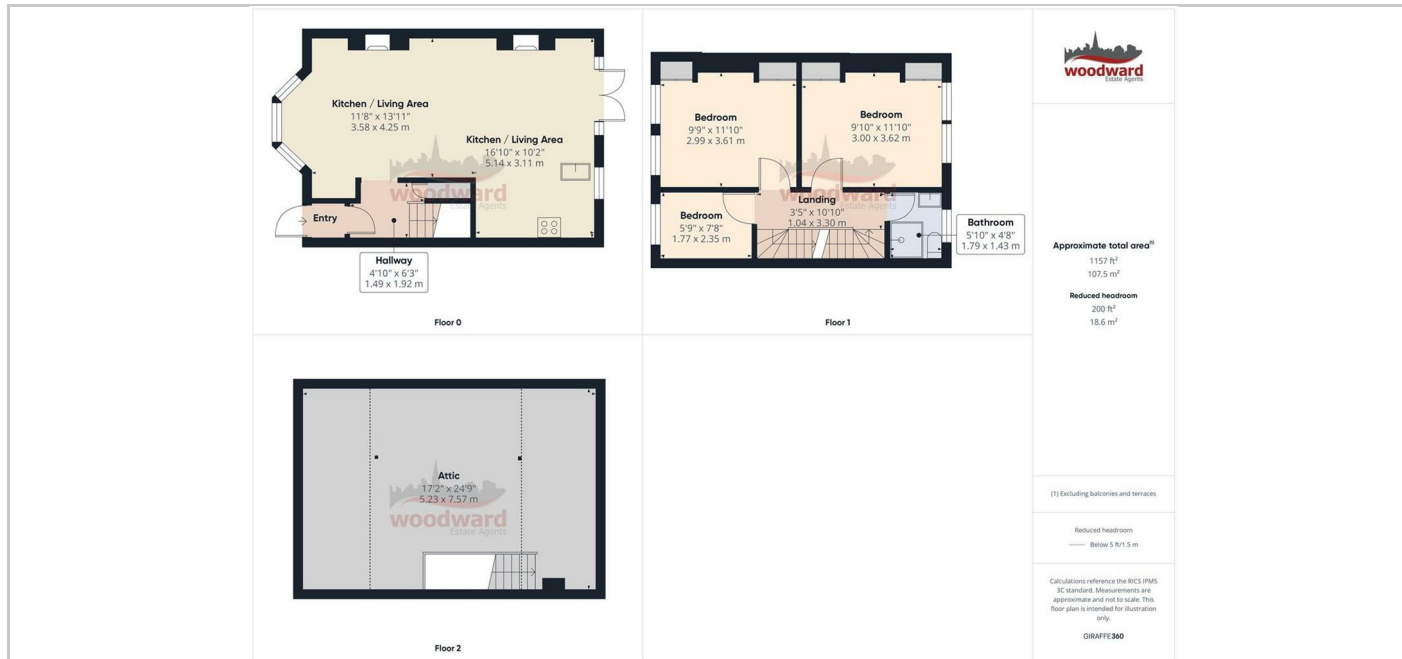 Kitchen / Living Area
11'8" x 13'11"
3.58 x 4.25 m
Kitchen / Living Area
16'10" x 10'2"
5.14 x 3.11 m
woodward
Estate Agents
Entry
Hallway
4'10" x 6'3"
1.49 x 1.92 m
Floor 0
Bedroom
9'9" x 11'10"
2.99 x 3.61 m
Bedroom
9'10" x 11'10"
3.00 x 3.62 m
woodward
Estate Agents
Landing
3'5" x 10'10"
1.04 x 3.30 m
Bedroom
5'9" x 7'8"
1.77 x 2.35 m
Bathroom
5'10" x 4'8"
1.79 x 1.43 m
Floor 1
Attic
17'2" x 24'9"
5.23 x 7.57 m
woodward
Estate Agents
Floor 2
woodward
Estate Agents
Approximate total area(1)
1157 ft²
107.5 m²
Reduced headroom
200 ft²
18.6 m²
(1) Excluding balconies and terraces
Reduced headroom
Below 5 ft/1.5 m
Calculations reference the RICS IPMS
3C standard. Measurements are
approximate and not to scale. This
floor plan is intended for illustration
only.
GIRAFFE360